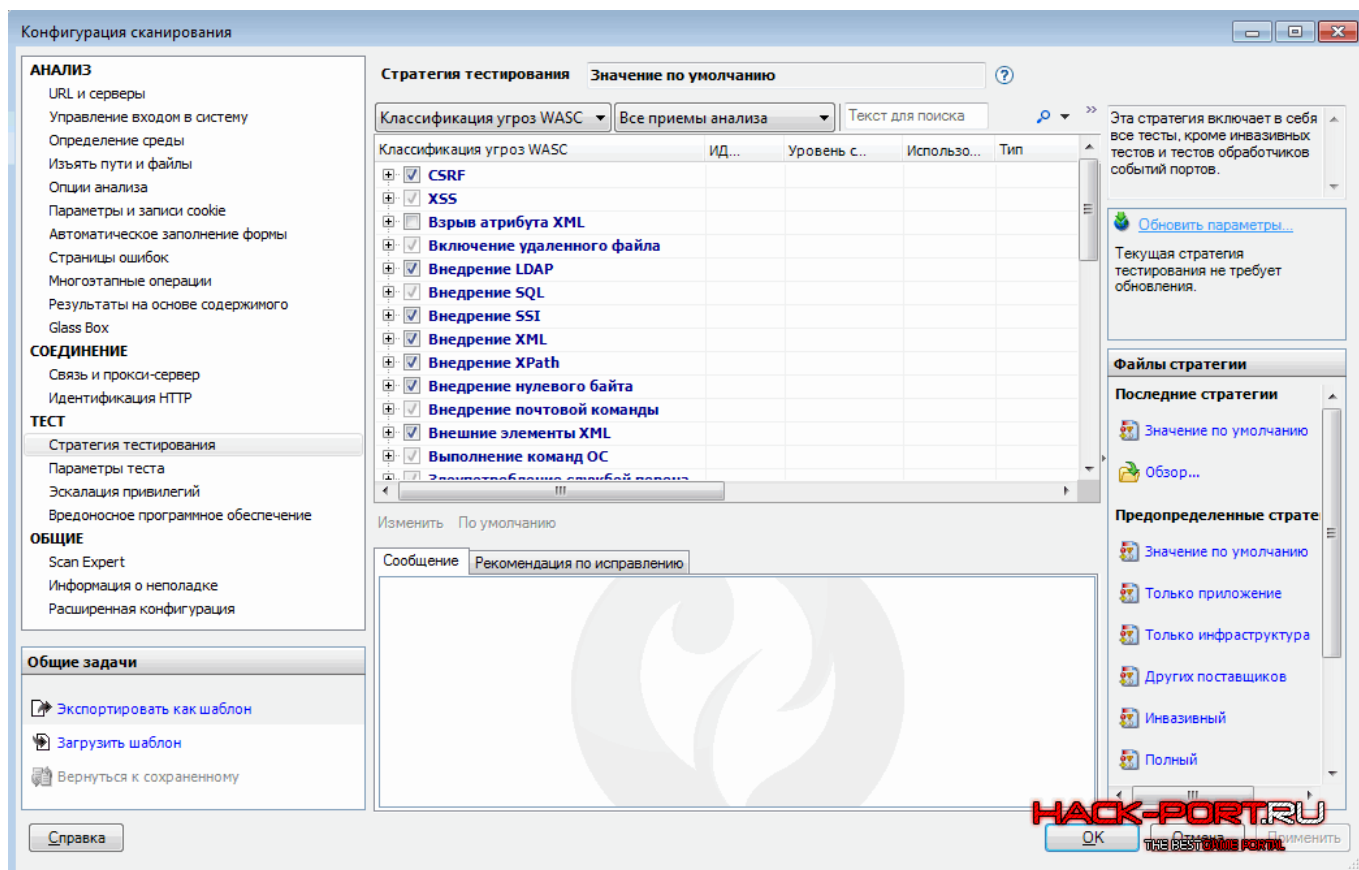 Конфигурация сканирования
АНАЛИЗ
URL и серверы
Управление входом в систему
Определение среды
Изъять пути и файлы
Опции анализа
Параметры и записи cookie
Автоматическое заполнение формы
Страницы ошибок
Многоэтапные операции
Результаты на основе содержимого
Glass Box
СОЕДИНЕНИЕ
Связь и прокси-сервер
Идентификация HTTP
ТЕСТ
Стратегия тестирования
Параметры теста
Эскалация привилегий
Вредоносное программное обеспечение
ОБЩИЕ
Scan Expert
Информация о неполадке
Расширенная конфигурация
Общие задачи
Экспортировать как шаблон
Загрузить шаблон
Вернуться к сохраненному
Справка
Стратегия тестирования Значение по умолчанию
Классификация угроз WASC Все приемы анализа Текст для поиска
Классификация угроз WASC ИД... Уровень с... Использо... Тип
CSRF
XSS
Взрыв атрибута XML
Включение удаленного файла
Внедрение LDAP
Внедрение SQL
Внедрение SSI
Внедрение XML
Внедрение XPath
Внедрение нулевого байта
Внедрение почтовой команды
Внешние элементы XML
Выполнение команд ОС
Изменить По умолчанию
Сообщение Рекомендация по исправлению
Эта стратегия включает в себя
все тесты, кроме инвазивных
тестов и тестов обработчиков
событий портов.
Обновить параметры...
Текущая стратегия
тестирования не требует
обновления.
Файлы стратегии
Последние стратегии
Значение по умолчанию
Обзор...
Предопределенные страте
Значение по умолчанию
Только приложение
Только инфраструктура
Других поставщиков
Инвазивный
Полный
HACK-PORT.RU
THE BEST GAME PORTAL
OK Отмена Применить